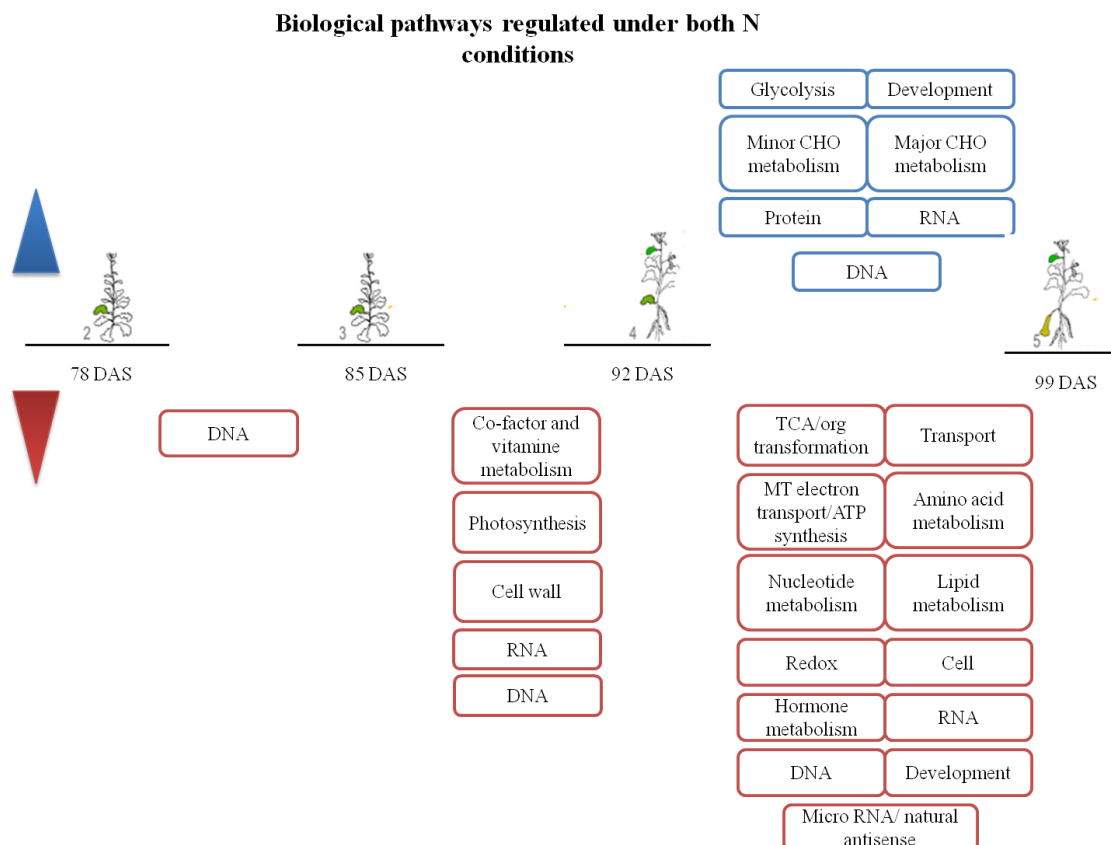 Biological pathways regulated under both N
conditions
Glycolysis
Development
Minor CHO
metabolism
Major CHO
metabolism
Protein
RNA
DNA
2
3
4
5
78 DAS
85 DAS
92 DAS
99 DAS
DNA
Co-factor and
vitamine
metabolism
Photosynthesis
Cell wall
RNA
DNA
TCA/org
transformation
Transport
MT electron
transport/ATP
synthesis
Amino acid
metabolism
Nucleotide
metabolism
Lipid
metabolism
Redox
Cell
Hormone
metabolism
RNA
DNA
Development
Micro RNA/ natural
antisense